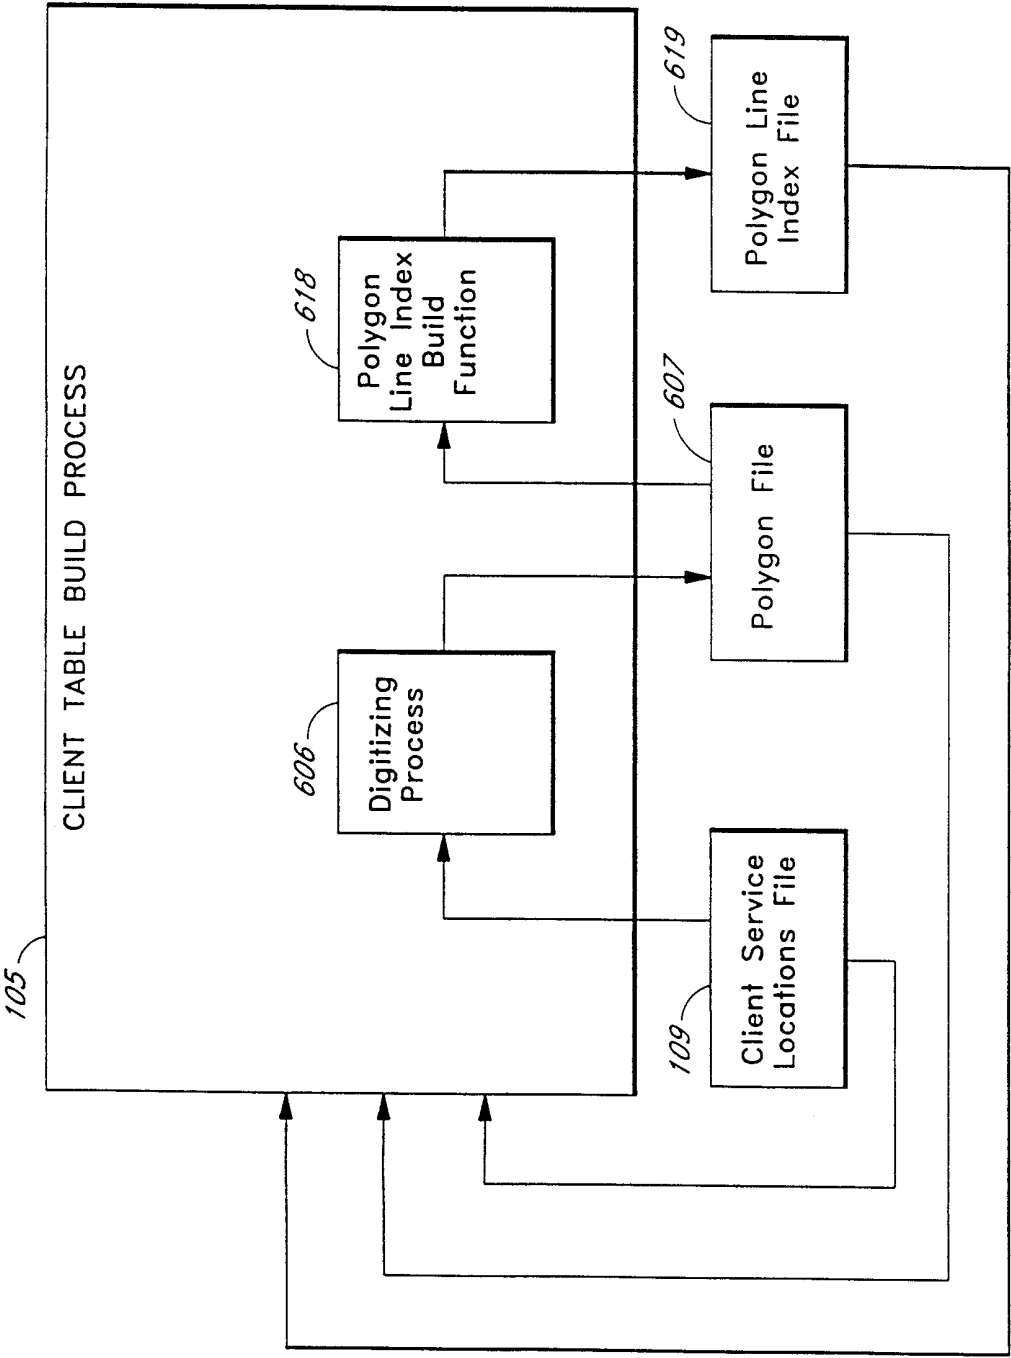 CLIENT TABLE BUILD PROCESS
105
606
Digitizing
Process
618
Polygon
Line Index
Build
Function
109
Client Service
Locations File
607
Polygon File
619
Polygon Line
Index File